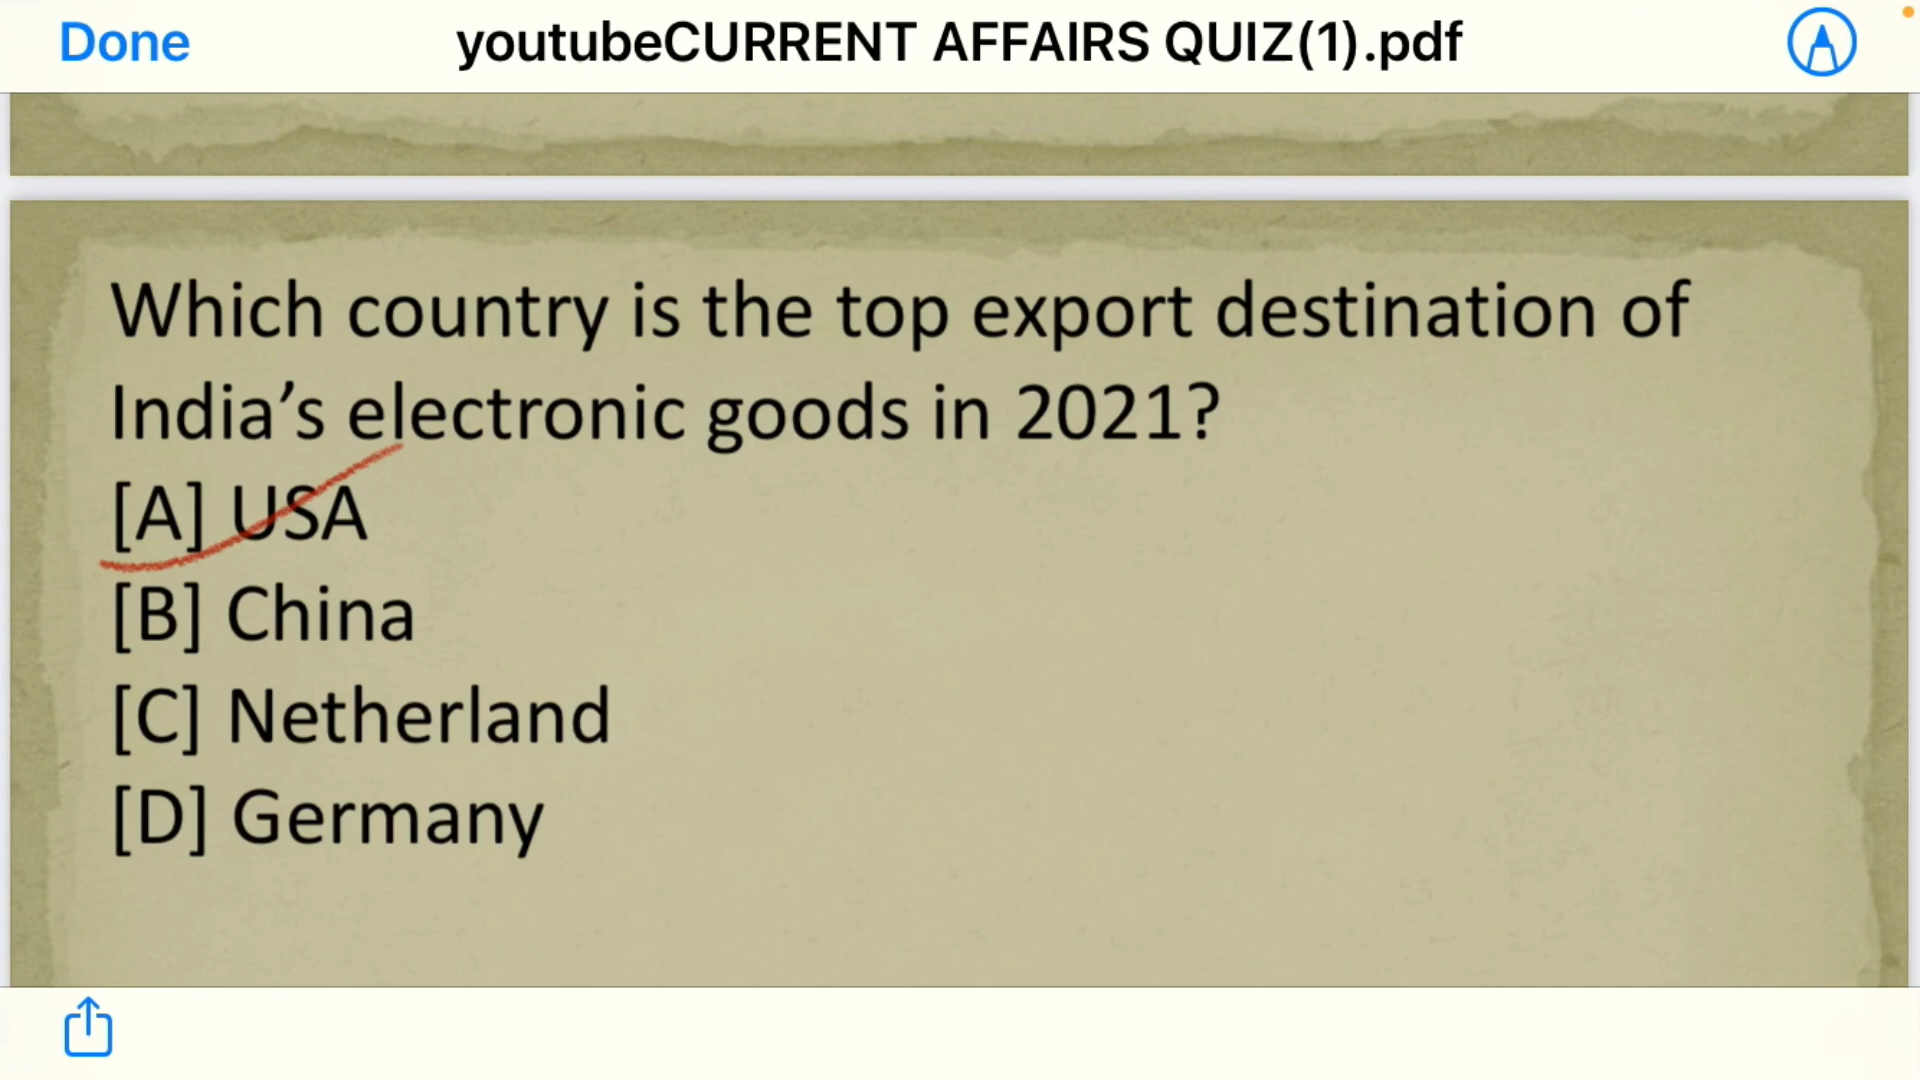 Done
youtubeCURRENT AFFAIRS QUIZ(1).pdf
Which country is the top export destination of
India’s electronic goods in 2021?
[A] USA
[B] China
[C] Netherland
[D] Germany